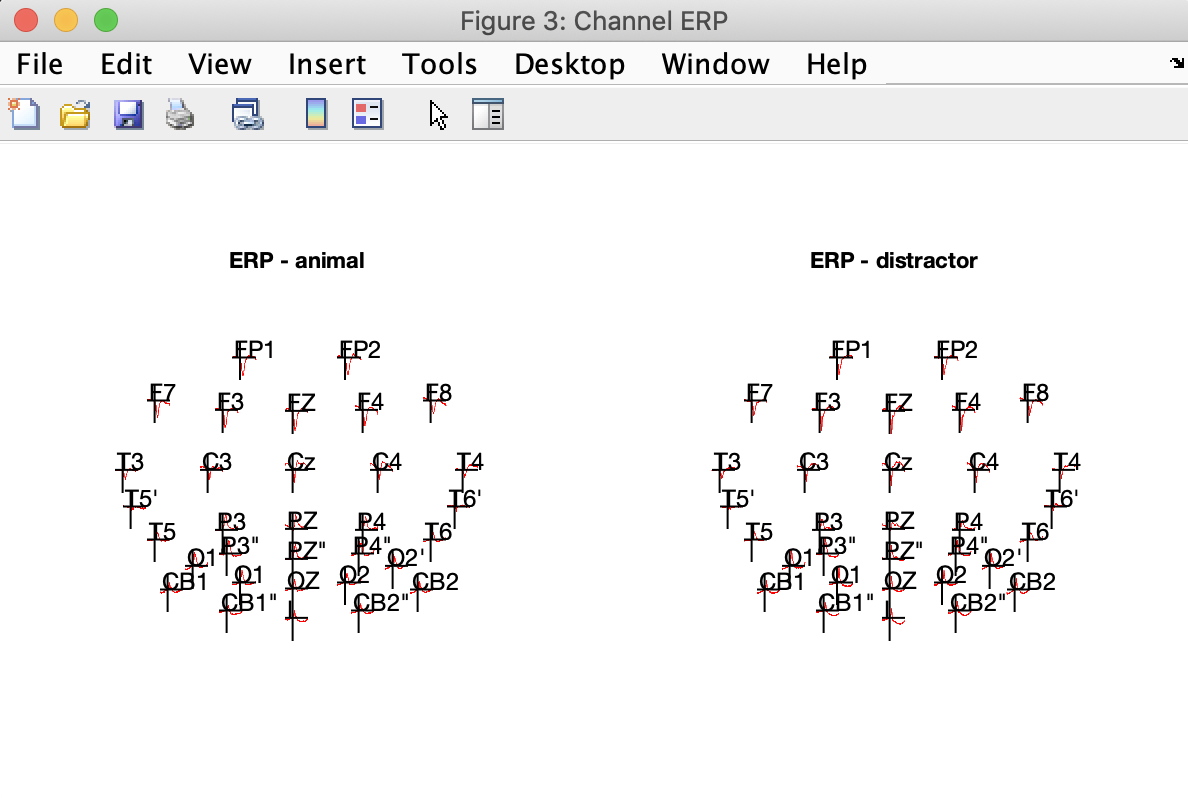 Figure 3: Channel ERP
File Edit View Insert Tools Desktop Window Help
ERP - animal
FP1 FP2
F7 F3 FZ F4 F8
T3 C3 Cz C4 T4
T5' T6'
T5 P3 PZ P4 T6
P3" PZ" P4"
O1' O2'
CB1 O1 OZ O2 CB2
CB1" CB2"
I
ERP - distractor
FP1 FP2
F7 F3 FZ F4 F8
T3 C3 Cz C4 T4
T5' T6'
T5 P3 PZ P4 T6
P3" PZ" P4"
O1' O2'
CB1 O1 OZ O2 CB2
CB1" CB2"
I